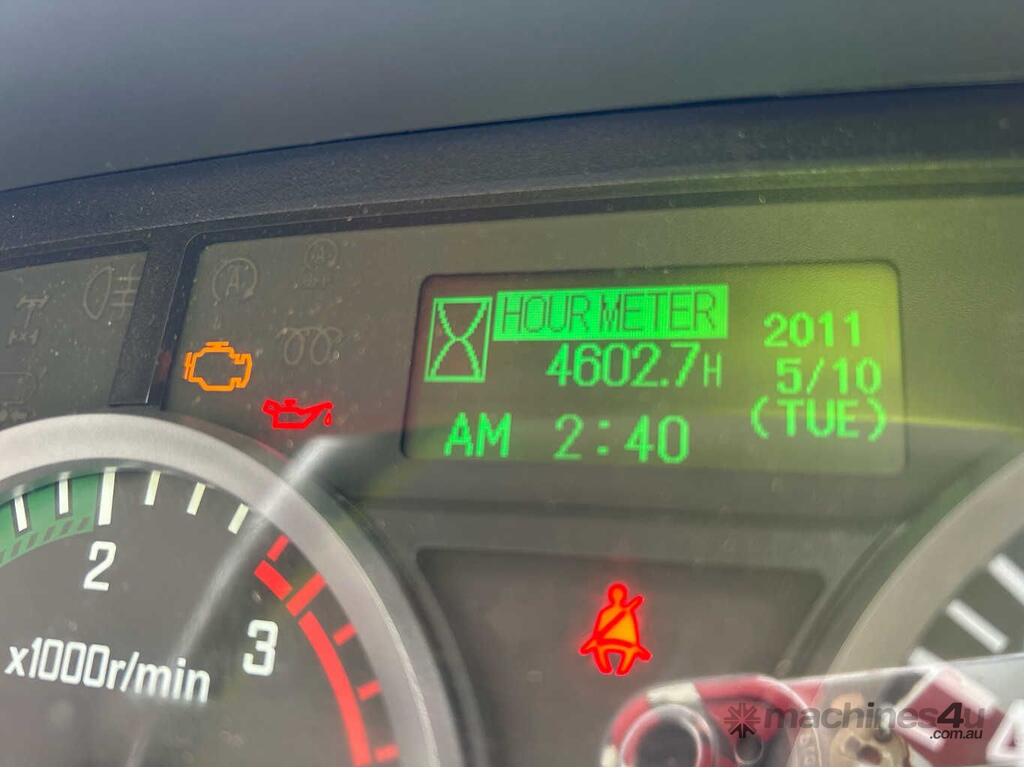 HOUR METER
4602.7H
2011
5/10
(TUE)
AM 2:40
2
3
x1000r/min
machines4u
.com.au